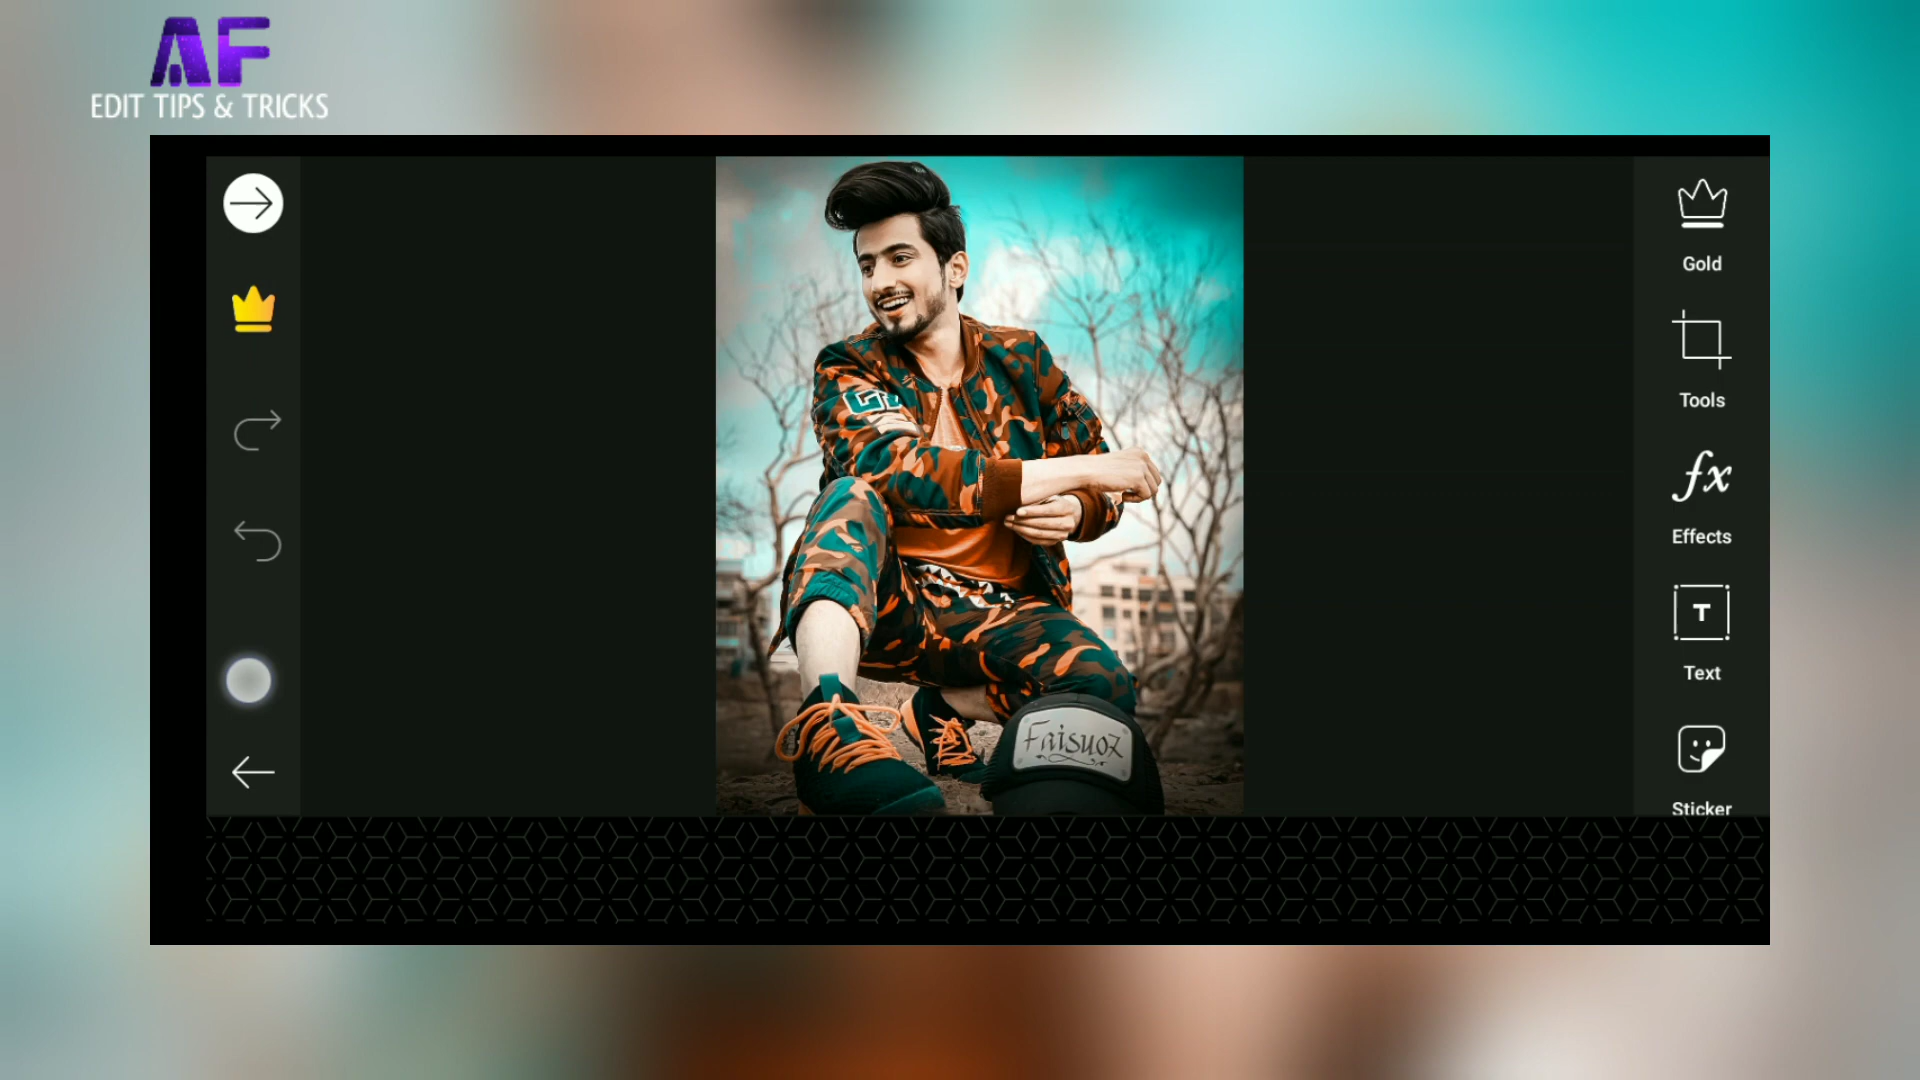 AF
EDIT TIPS & TRICKS
Gold
Tools
fx
Effects
T
Text
Faisu07
Sticker